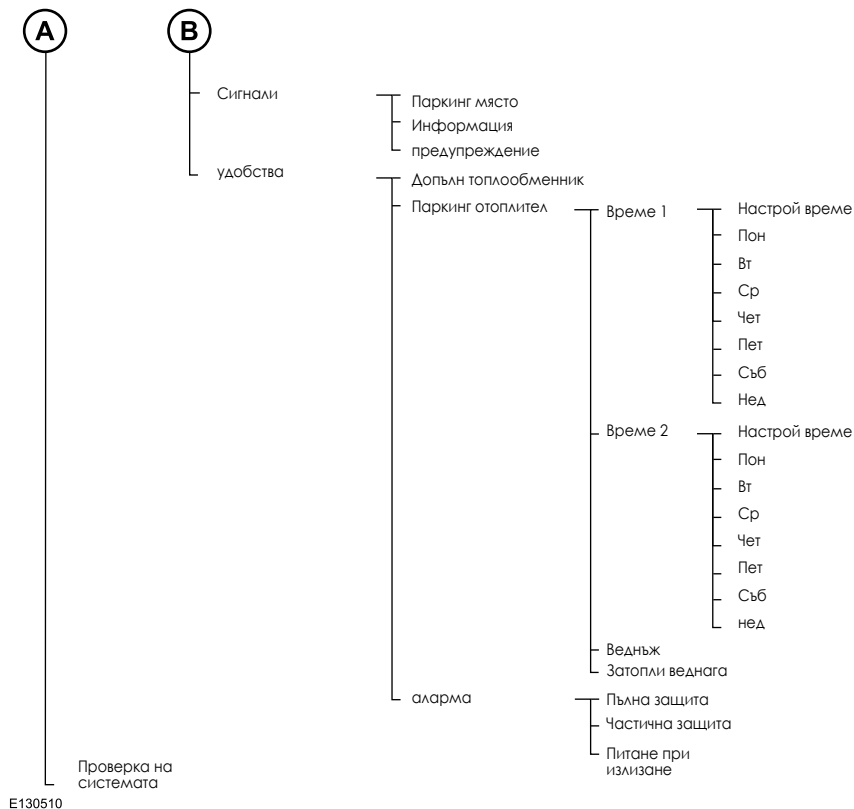 A
B
Сигнали
Паркинг място
Информация
предупреждение
удобства
Допълн топлообменник
Паркинг отоплител
Време 1
Настрой време
Пон
Вт
Ср
Чет
Пет
Съб
Нед
Време 2
Настрой време
Пон
Вт
Ср
Чет
Пет
Съб
нед
Веднъж
Затопли веднага
аларма
Пълна защита
Частична защита
Питане при
излизане
Проверка на
системата
E130510